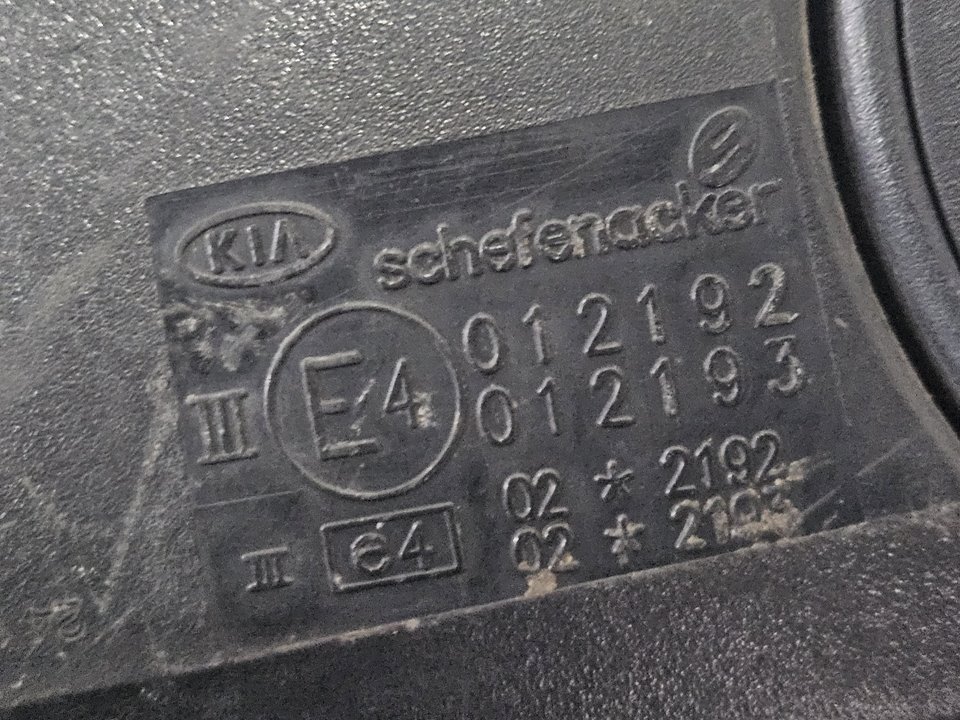 KIA schefenacker
III E4 012192
012193
02 * 2192
III e4 02 * 2193